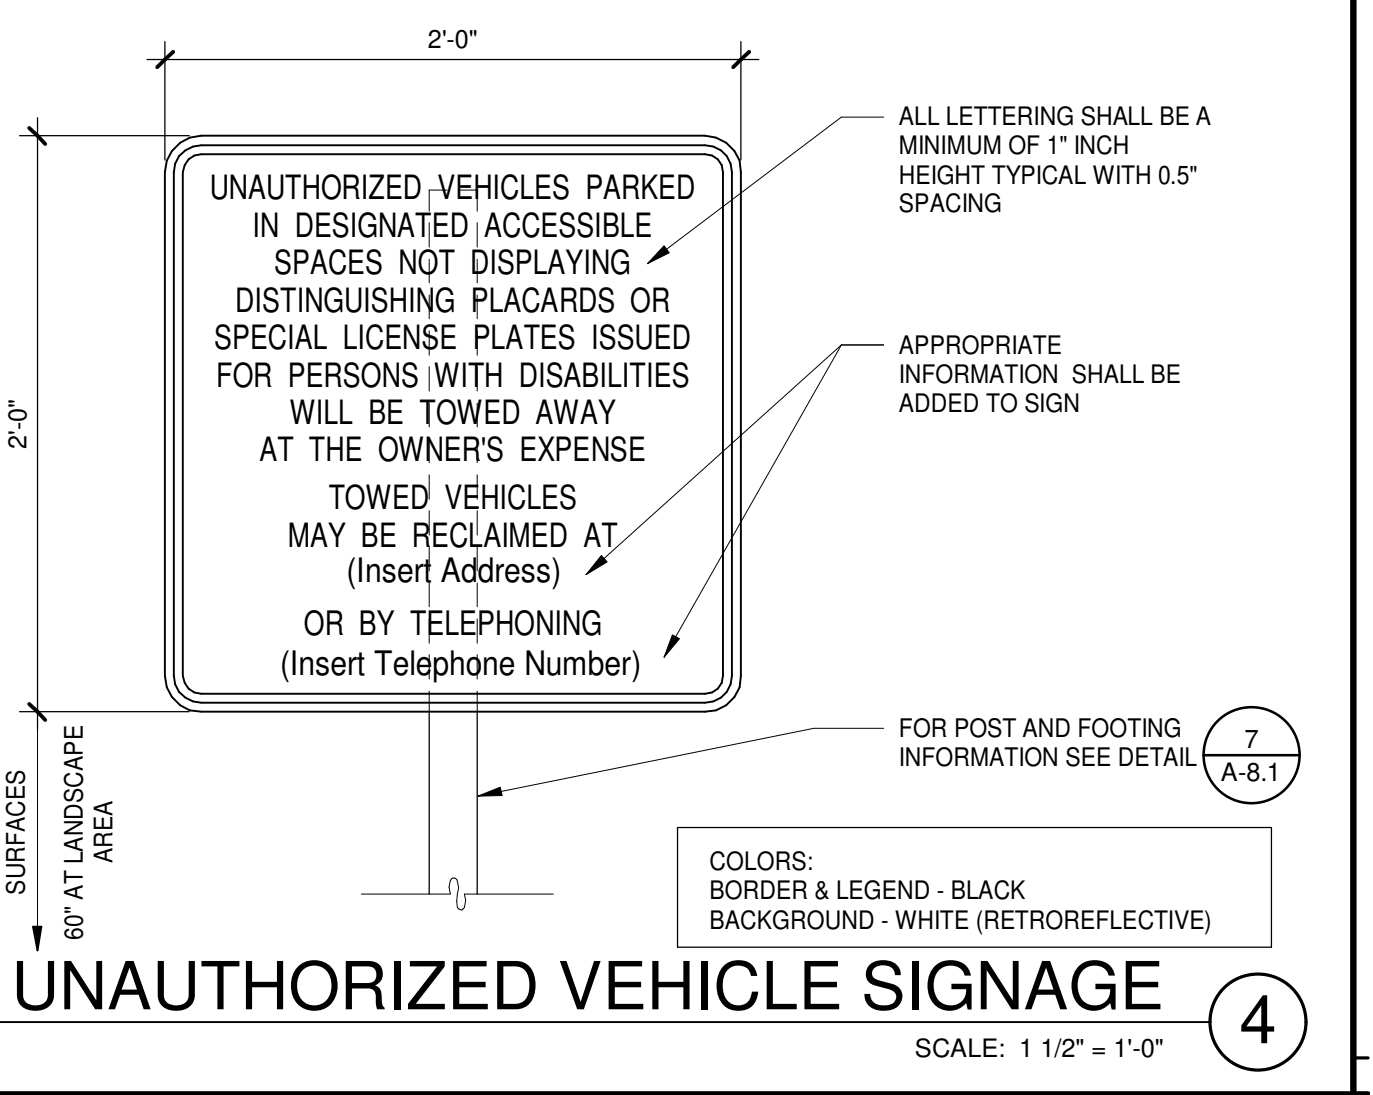 2'-0"
ALL LETTERING SHALL BE A
MINIMUM OF 1" INCH
HEIGHT TYPICAL WITH 0.5"
SPACING
UNAUTHORIZED VEHICLES PARKED
IN DESIGNATED ACCESSIBLE
SPACES NOT DISPLAYING
DISTINGUISHING PLACARDS OR
SPECIAL LICENSE PLATES ISSUED
FOR PERSONS WITH DISABILITIES
WILL BE TOWED AWAY
AT THE OWNER'S EXPENSE
TOWED VEHICLES
MAY BE RECLAIMED AT
(Insert Address)
OR BY TELEPHONING
(Insert Telephone Number)
APPROPRIATE
INFORMATION SHALL BE
ADDED TO SIGN
2'-0"
FOR POST AND FOOTING
INFORMATION SEE DETAIL
7
A-8.1
SURFACES
60" AT LANDSCAPE
AREA
COLORS:
BORDER & LEGEND - BLACK
BACKGROUND - WHITE (RETROREFLECTIVE)
UNAUTHORIZED VEHICLE SIGNAGE
4
SCALE: 1 1/2" = 1'-0"